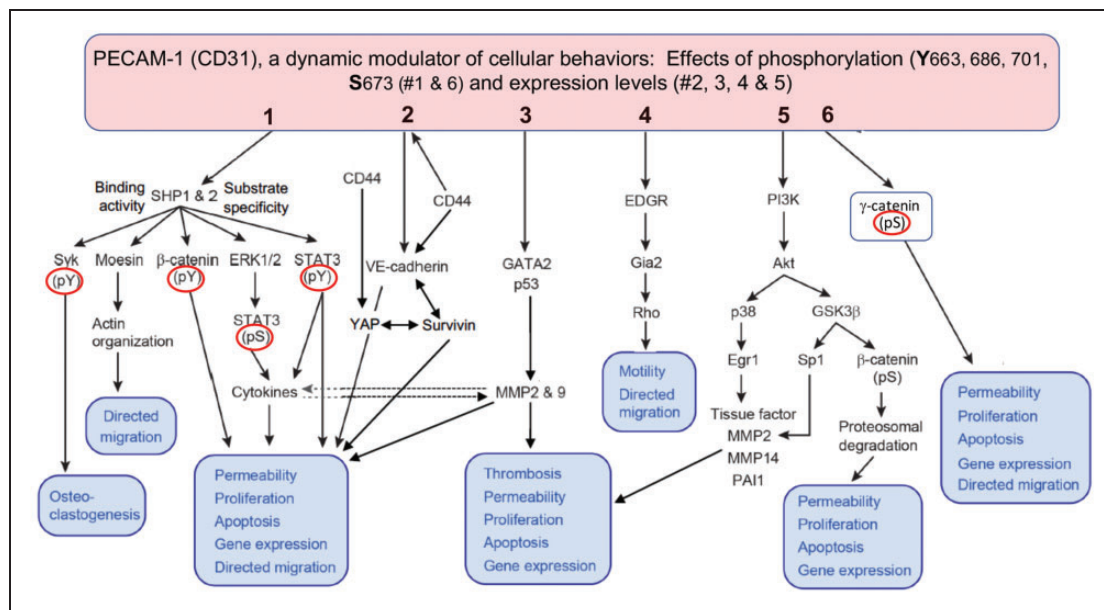 PECAM-1 (CD31), a dynamic modulator of cellular behaviors: Effects of phosphorylation (Y663, 686, 701,
S673 (#1 & 6) and expression levels (#2, 3, 4 & 5)
1
2
3
4
5
6
Binding
activity
SHP1 & 2
Substrate
specificity
Syk
(pY)
Moesin
β-catenin
(pY)
ERK1/2
STAT3
(pY)
Actin
organization
STAT3
(pS)
Cytokines
Directed
migration
Osteo-
clastogenesis
Permeability
Proliferation
Apoptosis
Gene expression
Directed migration
CD44
CD44
VE-cadherin
YAP
Survivin
GATA2
p53
MMP2 & 9
Thrombosis
Permeability
Proliferation
Apoptosis
Gene expression
EDGR
Gia2
Rho
Motility
Directed
migration
PI3K
Akt
p38
GSK3β
Egr1
Sp1
β-catenin
(pS)
Tissue factor
MMP2
MMP14
PAI1
Proteosomal
degradation
Permeability
Proliferation
Apoptosis
Gene expression
γ-catenin
(pS)
Permeability
Proliferation
Apoptosis
Gene expression
Directed migration